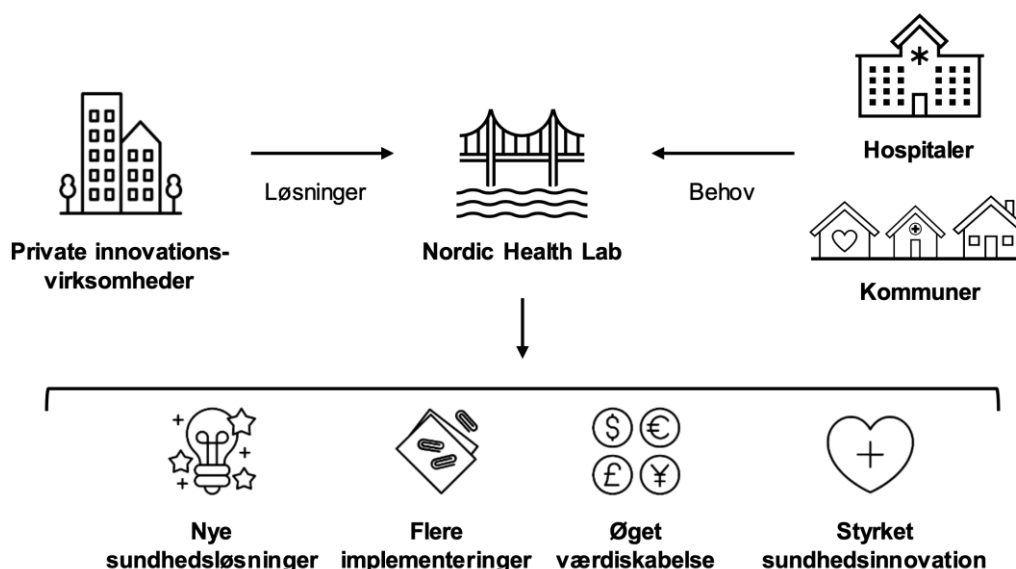 Hospitaler
Løsninger
Behov
Private innovations-
virksomheder
Nordic Health Lab
Kommuner
$ €
£ ¥
Nye
sundhedsløsninger
Flere
implementeringer
Øget
værdiskabelse
Styrket
sundhedsinnovation